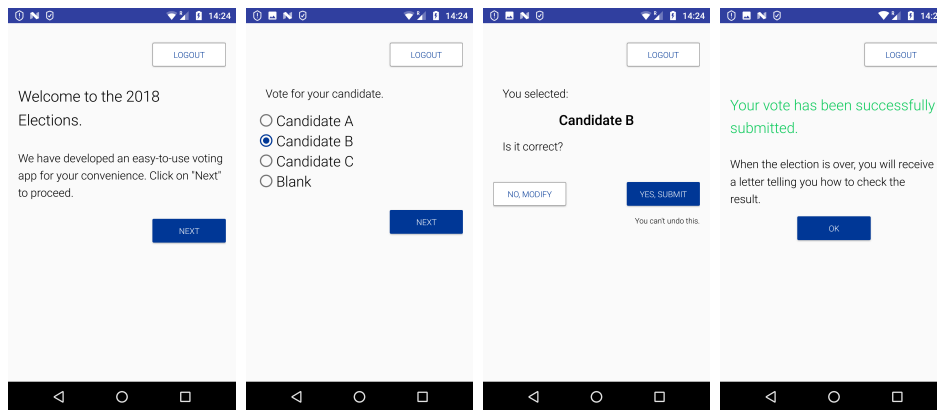 14:24
LOGOUT
Welcome to the 2018
Elections.
We have developed an easy-to-use voting
app for your convenience. Click on "Next"
to proceed.
NEXT
14:24
LOGOUT
Vote for your candidate.
Candidate A
Candidate B
Candidate C
Blank
NEXT
14:24
LOGOUT
You selected:
Candidate B
Is it correct?
NO, MODIFY
YES, SUBMIT
You can't undo this.
14:2
LOGOUT
Your vote has been successfully
submitted.
When the election is over, you will receive
a letter telling you how to check the
result.
OK